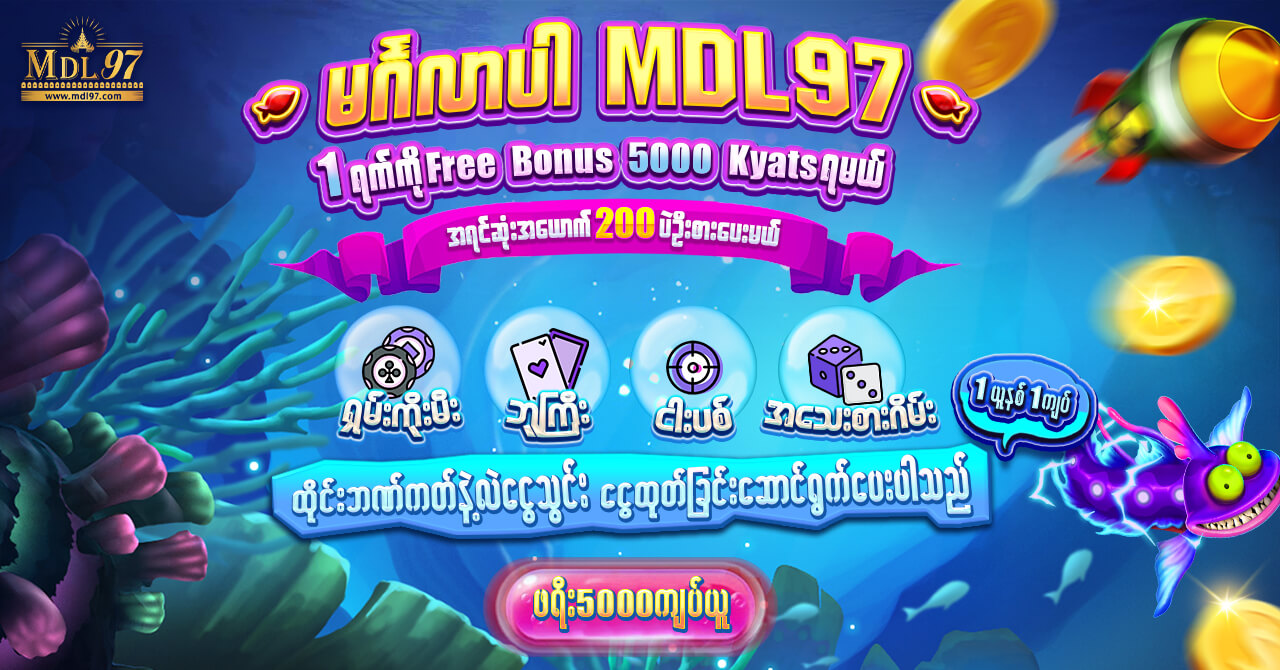 MDL97
www.mdl97.com
မင်္ဂလာပါ MDL97
1 ရက်ကို Free Bonus 5000 Kyats ရမယ်
အရင်ဆုံးအယောက် 200 ပဲဦးစားပေးမယ်
ရှမ်းကိုးမီး ဘူကြီး ငါးပစ် အသေးစားဂိမ်း
1 ယူနစ် 1ကျပ်
ထိုင်းဘဏ်ကတ်နဲ့လဲငွေသွင်း ငွေထုတ်ခြင်းဆောင်ရွက်ပေးပါသည်
ဖရီး5000ကျပ်ယူ